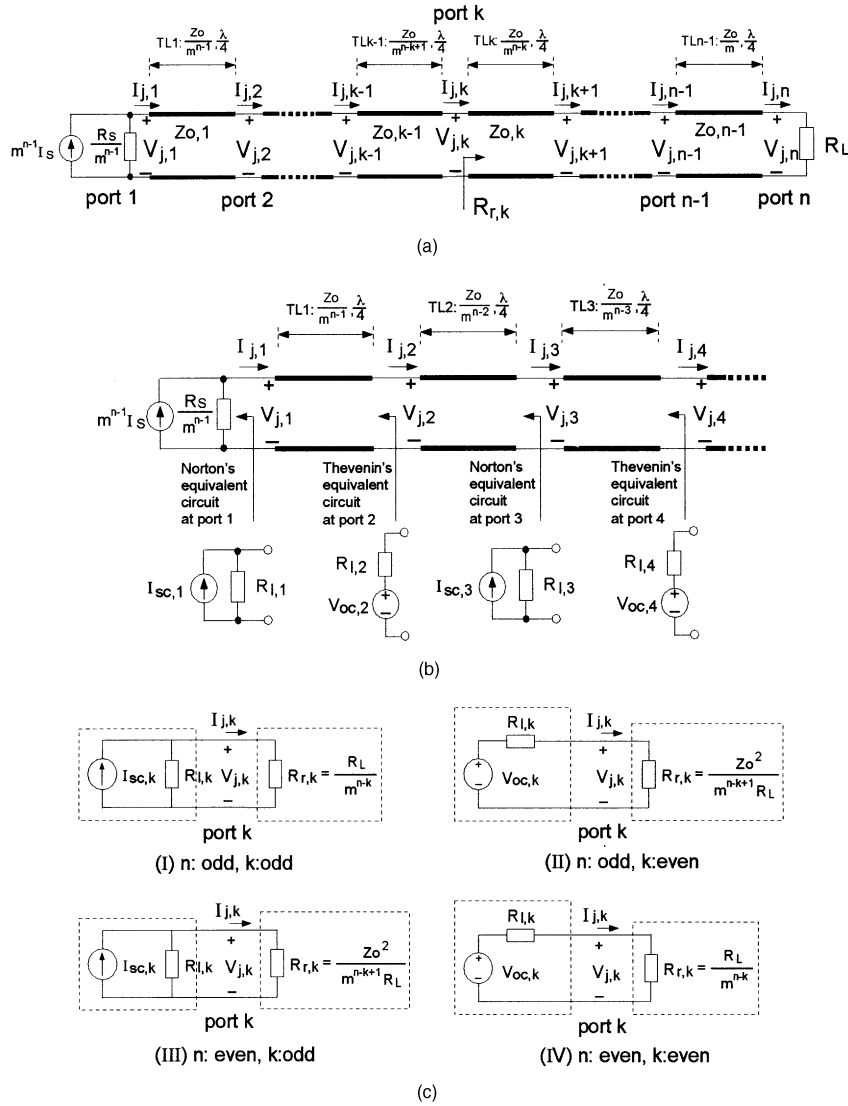 port k
TL1: Zo/m^n-1, λ/4
TLk-1: Zo/m^n-k+1, λ/4
TLk: Zo/m^n-k, λ/4
TLn-1: Zo/m, λ/4
Ij,1 Ij,2 Ij,k-1 Ij,k Ij,k+1 Ij,n-1 Ij,n
Zo,1 Zo,k-1 Zo,k Zo,n-1
m^n-1 Is Rs/m^n-1 Vj,1 Vj,2 Vj,k-1 Vj,k Vj,k+1 Vj,n-1 Vj,n RL
port 1 port 2 Rr,k port n-1 port n
(a)
TL1: Zo/m^n-1, λ/4
TL2: Zo/m^n-2, λ/4
TL3: Zo/m^n-3, λ/4
Ij,1 Ij,2 Ij,3 Ij,4
m^n-1 Is Rs/m^n-1 Vj,1 Vj,2 Vj,3 Vj,4
Norton's
equivalent
circuit
at port 1
Thevenin's
equivalent
circuit
at port 2
Norton's
equivalent
circuit
at port 3
Thevenin's
equivalent
circuit
at port 4
Isc,1 Rl,1
Rl,2
Voc,2
Isc,3 Rl,3
Rl,4
Voc,4
(b)
Ij,k
Isc,k Rl,k Vj,k Rr,k = RL/m^n-k
port k
(I) n: odd, k:odd
Rl,k Ij,k
Voc,k Vj,k Rr,k = Zo^2/m^n-k+1 RL
port k
(II) n: odd, k:even
Ij,k
Isc,k Rl,k Vj,k Rr,k = Zo^2/m^n-k+1 RL
port k
(III) n: even, k:odd
Rl,k Ij,k
Voc,k Vj,k Rr,k = RL/m^n-k
port k
(IV) n: even, k:even
(c)